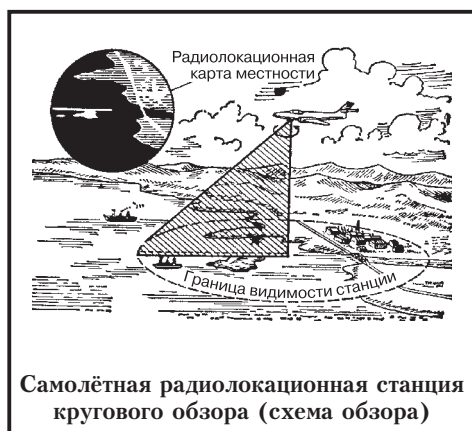 Радиолокационная
карта местности
Граница видимости станции
Самолётная радиолокационная станция
кругового обзора (схема обзора)